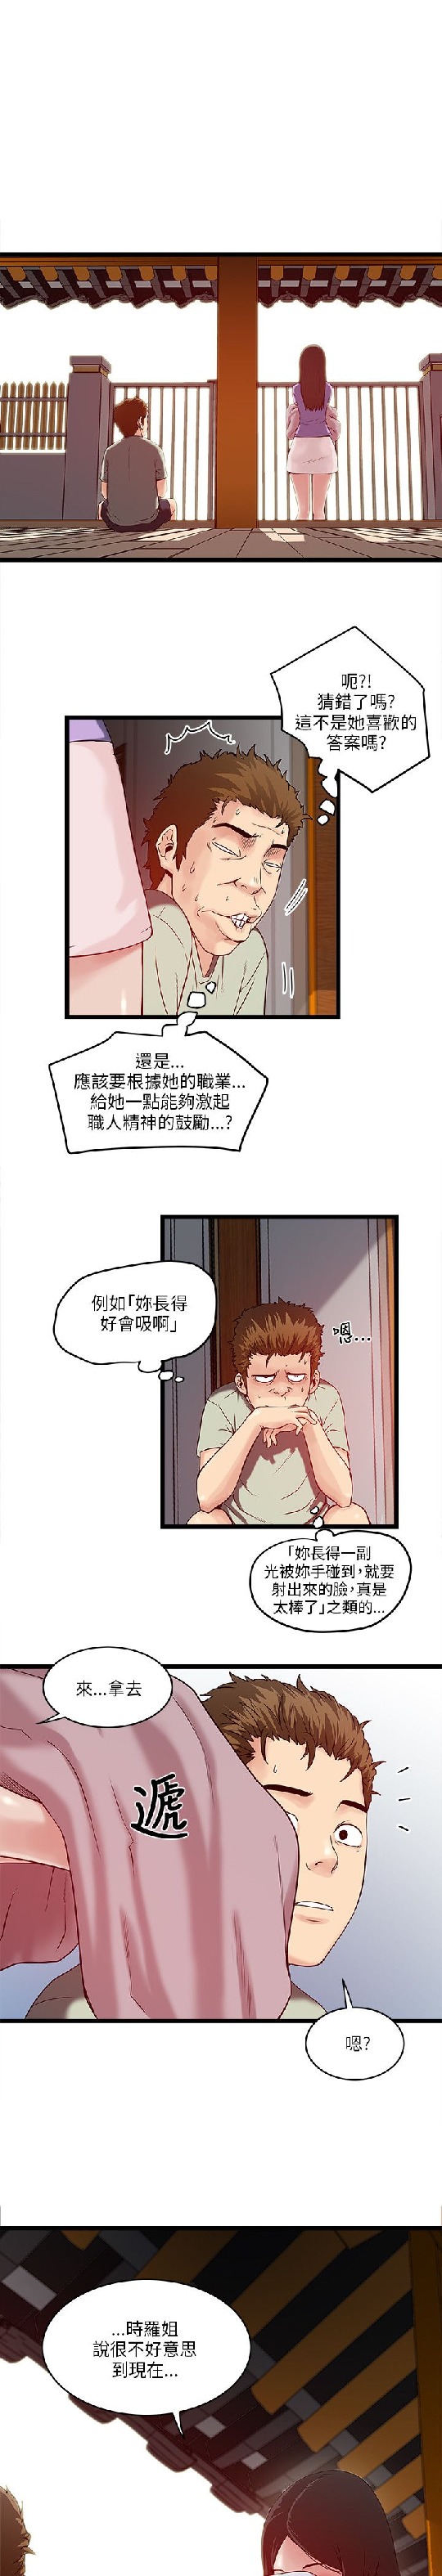 呃?!
猜錯了嗎?
這不是她喜歡的
答案嗎?
還是...
應該要根據她的職業...
給她一點能夠激起
職人精神的鼓勵...?
例如「妳長得
好會吸啊」
嗯...
「妳長得一副
光被妳手碰到，就要
射出來的臉，真是
太棒了」之類的...
來...拿去
遞
嗯?
...時羅姐
說很不好意思
到現在...